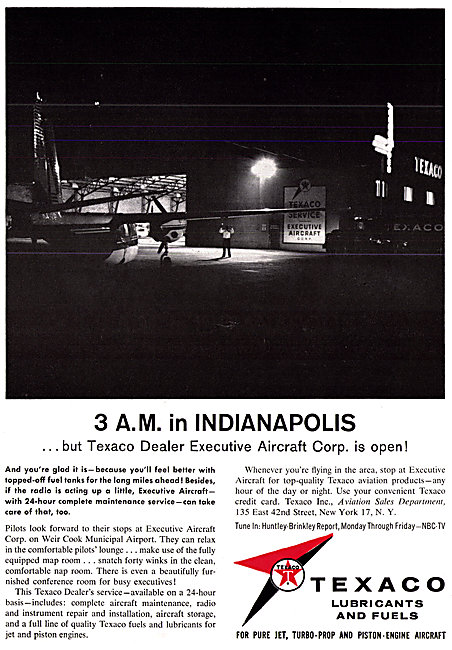 TEXACO
TEXACO
SERVICE
EXECUTIVE
AIRCRAFT
CORP.
EXACO
3 A.M. in INDIANAPOLIS
...but Texaco Dealer Executive Aircraft Corp. is open!
And you're glad it is—because you'll feel better with
topped-off fuel tanks for the long miles ahead! Besides,
if the radio is acting up a little, Executive Aircraft—
with 24-hour complete maintenance service—can take
care of that, too.
Pilots look forward to their stops at Executive Aircraft
Corp. on Weir Cook Municipal Airport. They can relax
in the comfortable pilots' lounge . . . make use of the fully
equipped map room . . . snatch forty winks in the clean,
comfortable nap room. There is even a beautifully fur-
nished conference room for busy executives!
This Texaco Dealer's service—available on a 24-hour
basis—includes: complete aircraft maintenance, radio
and instrument repair and installation, aircraft storage,
and a full line of quality Texaco fuels and lubricants for
jet and piston engines.
Whenever you're flying in the area, stop at Executive
Aircraft for top-quality Texaco aviation products—any
hour of the day or night. Use your convenient Texaco
credit card. Texaco Inc., Aviation Sales Department,
135 East 42nd Street, New York 17, N. Y.
Tune In: Huntley-Brinkley Report, Monday Through Friday—NBC-TV
TEXACO
T
TEXACO
LUBRICANTS
AND FUELS
FOR PURE JET, TURBO-PROP AND PISTON-ENGINE AIRCRAFT